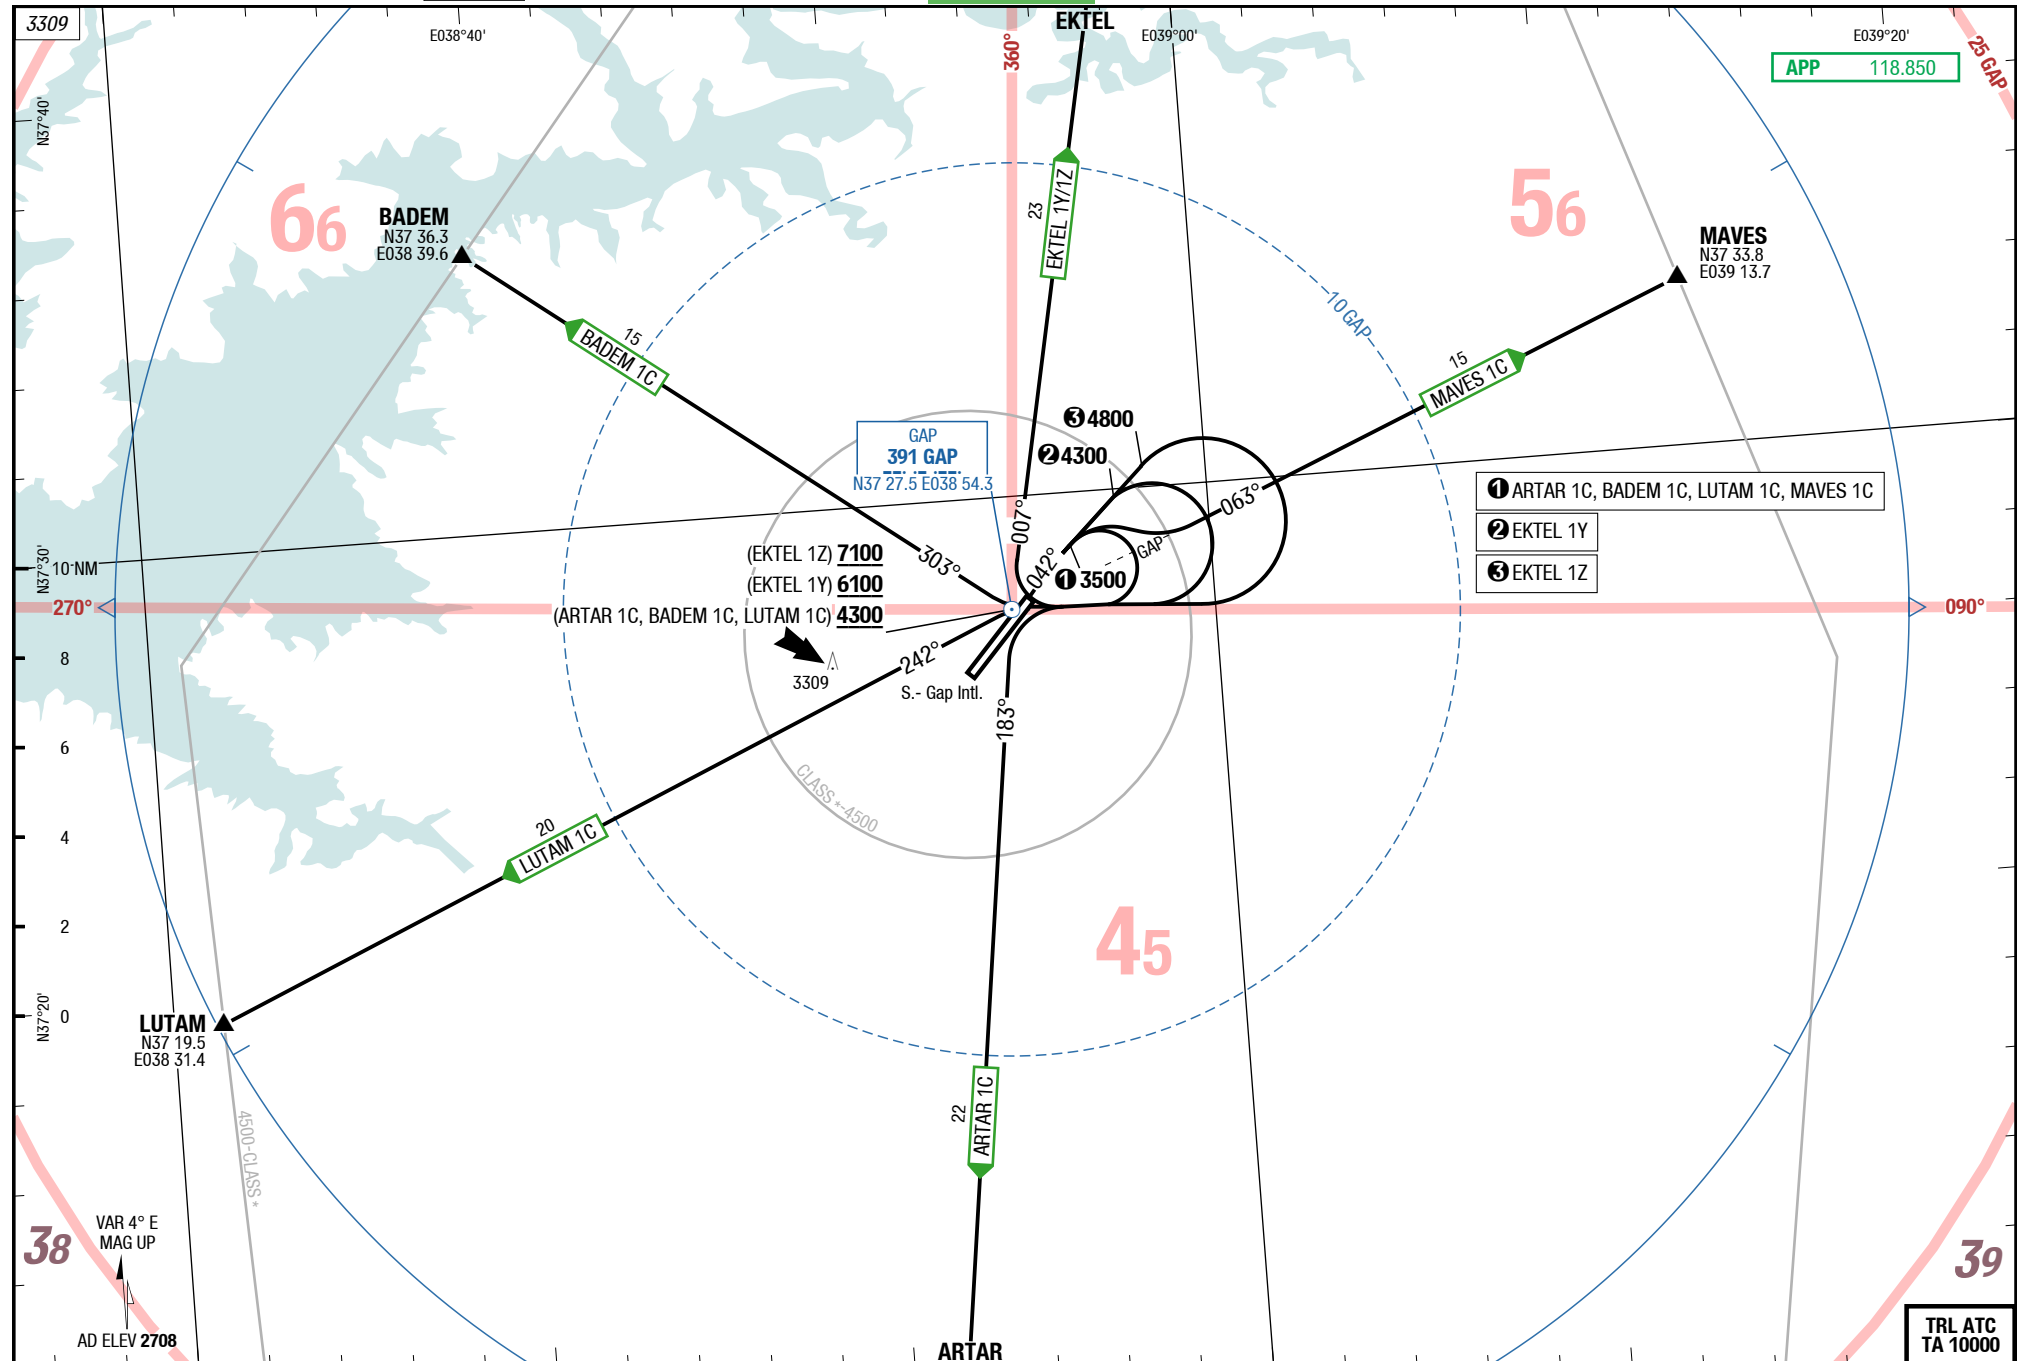 3309
E038°40'
EKTEL
E039°00'
E039°20'
360°
25 GAP
APP 118.850
N37°40'
66
56
BADEM
N37 36.3
E038 39.6
MAVES
N37 33.8
E039 13.7
23
EKTEL 1Y/1Z
10 GAP
15
BADEM 1C
15
MAVES 1C
❸4800
❷4300
GAP
391 GAP
N37 27.5 E038 54.3
007°
063°
❶ARTAR 1C, BADEM 1C, LUTAM 1C, MAVES 1C
❷EKTEL 1Y
❸EKTEL 1Z
303°
042°
GAP
❶3500
(EKTEL 1Z) 7100
(EKTEL 1Y) 6100
(ARTAR 1C, BADEM 1C, LUTAM 1C) 4300
N37°30'
10 NM
270°
090°
242°
3309
S.- Gap Intl.
183°
8
6
4
2
0
CLASS *-4500
20
LUTAM 1C
45
N37°20'
LUTAM
N37 19.5
E038 31.4
22
ARTAR 1C
4500-CLASS *
38
VAR 4° E
MAG UP
AD ELEV 2708
39
ARTAR
TRL ATC
TA 10000